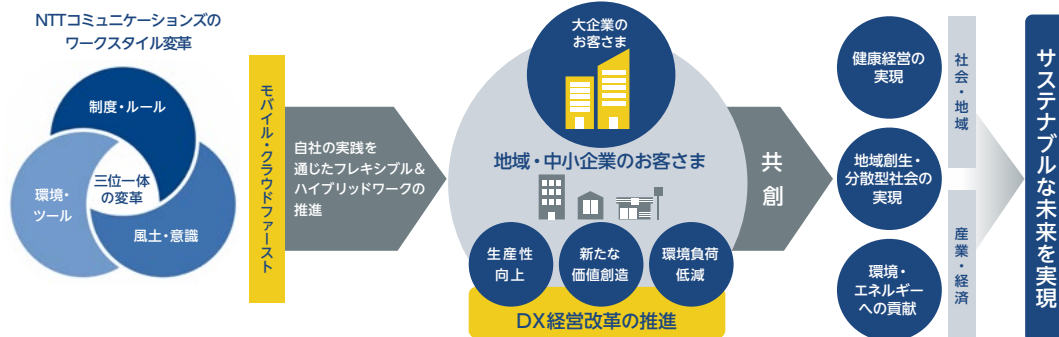 NTTコミュニケーションズの
ワークスタイル変革
制度・ルール
三位一体
の変革
環境・
ツール
風土・意識
モバイル・クラウドファースト
自社の実践を
通じたフレキシブル＆
ハイブリッドワークの
推進
大企業の
お客さま
地域・中小企業のお客さま
生産性
向上
新たな
価値創造
環境負荷
低減
DX経営改革の推進
共創
健康経営の
実現
地域創生・
分散型社会の
実現
環境・
エネルギー
への貢献
社会・地域
産業・経済
サステナブルな未来を実現